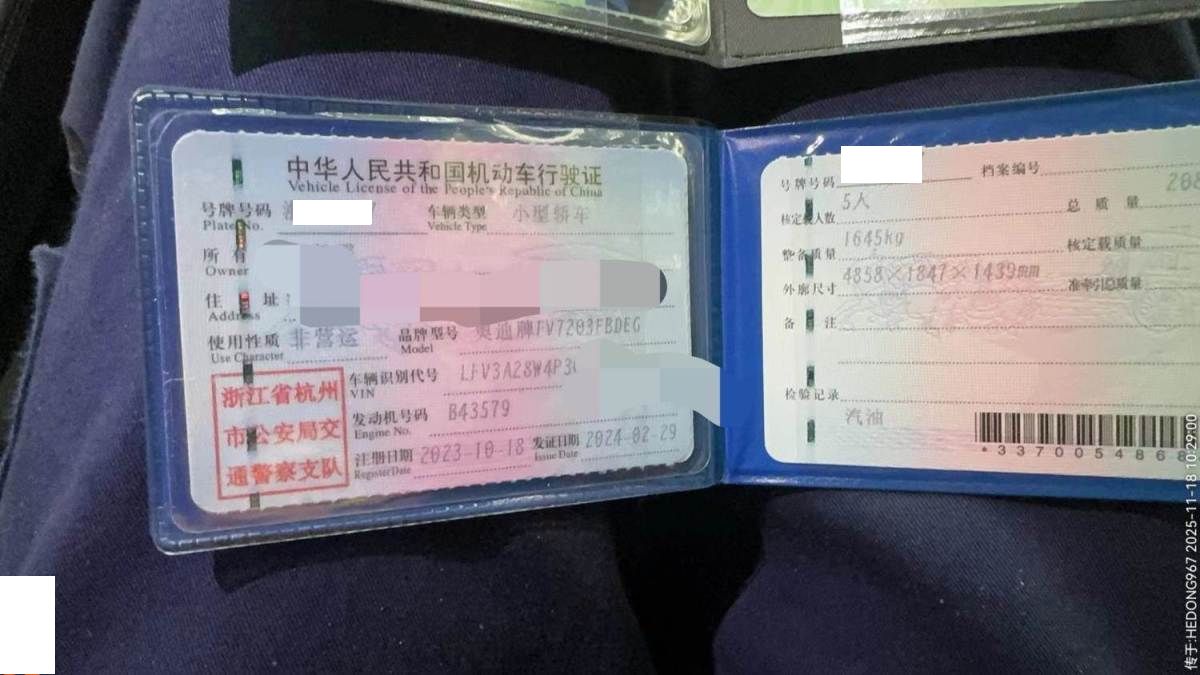 中华人民共和国机动车行驶证
Vehicle License of the People's Republic of China
号牌号码 车辆类型 小型轿车
Plate No. Vehicle Type
所有
Owner
住址
Address
使用性质 非营运 品牌型号 奥迪牌FV7203FBDEG
Use Character Model
车辆识别代号 LFV3A28W4P3
VIN
发动机号码 B43579
Engine No.
注册日期 2023-10-18 发证日期 2024-02-29
Register Date Issue Date
浙江省杭州
市公安局交
通警察支队
号牌号码 档案编号
核定载人数 5人 总质量 208
整备质量 1645kg 核定载质量
外廓尺寸 4858×1847×1439mm 准牵引总质量
备注
检验记录
汽油
*3370054868
传于:HEDONG967 2025-11-18 10:29:00